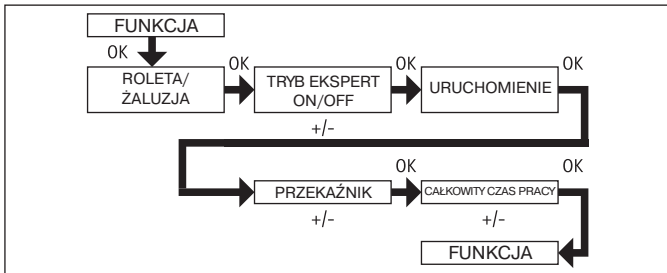 FUNKCJA
OK
ROLETA/
ŻALUZJA
OK
TRYB EKSPERT
ON/OFF
+/-
OK
URUCHOMIENIE
OK
PRZEKAŹNIK
+/-
OK
CAŁKOWITY CZAS PRACY
+/-
OK
FUNKCJA